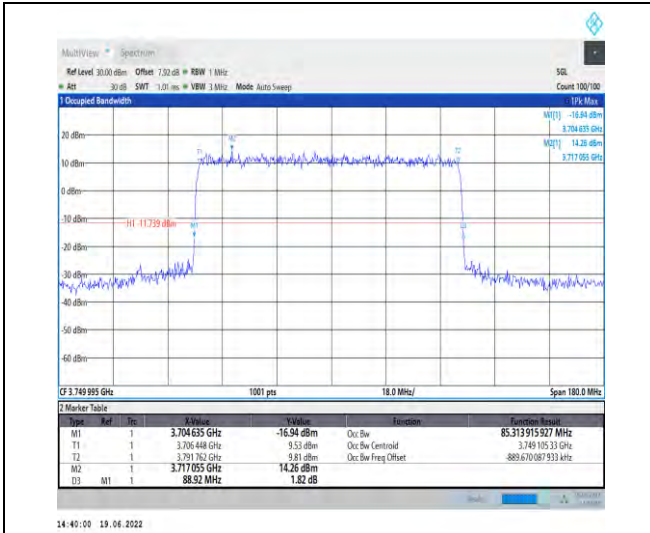 MultiView Spectrum
Ref Level 30.00 dBm Offset 7.92 dB RBW 1 MHz SGL
Att 30 dB SWT 1.01 ms VBW 3 MHz Mode Auto Sweep Count 100/100
1 Occupied Bandwidth 1Pk Max
M1[1] -16.94 dBm
3.704 635 GHz
M2[1] 14.26 dBm
3.717 055 GHz
M2
T1
T2
20 dBm
10 dBm
0 dBm
-10 dBm
H1 -11.739 dBm
M1
-20 dBm
-30 dBm
-40 dBm
-50 dBm
-60 dBm
CF 3.749 995 GHz 1001 pts 18.0 MHz/ Span 180.0 MHz
2 Marker Table
Type Ref Trc X-Value Y-Value Function Function Result
M1 1 3.704 635 GHz -16.94 dBm Occ Bw 85.313 915 927 MHz
T1 1 3.706 448 GHz 9.53 dBm Occ Bw Centroid 3.749 105 33 GHz
T2 1 3.791 762 GHz 9.81 dBm Occ Bw Freq Offset -889.670 087 933 kHz
M2 1 3.717 055 GHz 14.26 dBm
D3 M1 1 88.92 MHz 1.82 dB
14:40:00 19.06.2022